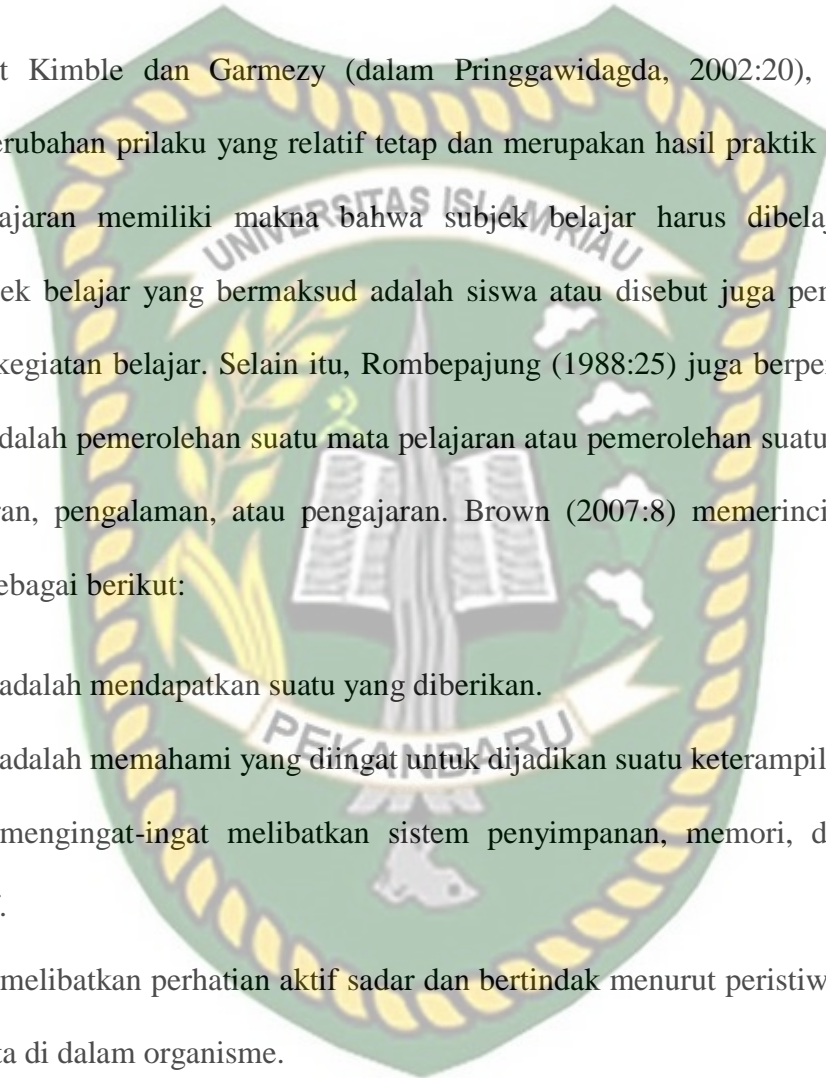 t Kimble dan Garmezy (dalam Pringgawidagda, 2002:20),
erubahan prilaku yang relatif tetap dan merupakan hasil praktik
ajaran memiliki makna bahwa subjek belajar harus dibelaj
UNIVERSITAS ISLAM RIAU
ek belajar yang bermaksud adalah siswa atau disebut juga per
kegiatan belajar. Selain itu, Rombepajung (1988:25) juga berpe
dalah pemerolehan suatu mata pelajaran atau pemerolehan suatu
ran, pengalaman, atau pengajaran. Brown (2007:8) memerinci
sebagai berikut:
adalah mendapatkan suatu yang diberikan.
PEKANBARU
adalah memahami yang diingat untuk dijadikan suatu keterampil
mengingat-ingat melibatkan sistem penyimpanan, memori, d
melibatkan perhatian aktif sadar dan bertindak menurut peristiw
ta di dalam organisme.